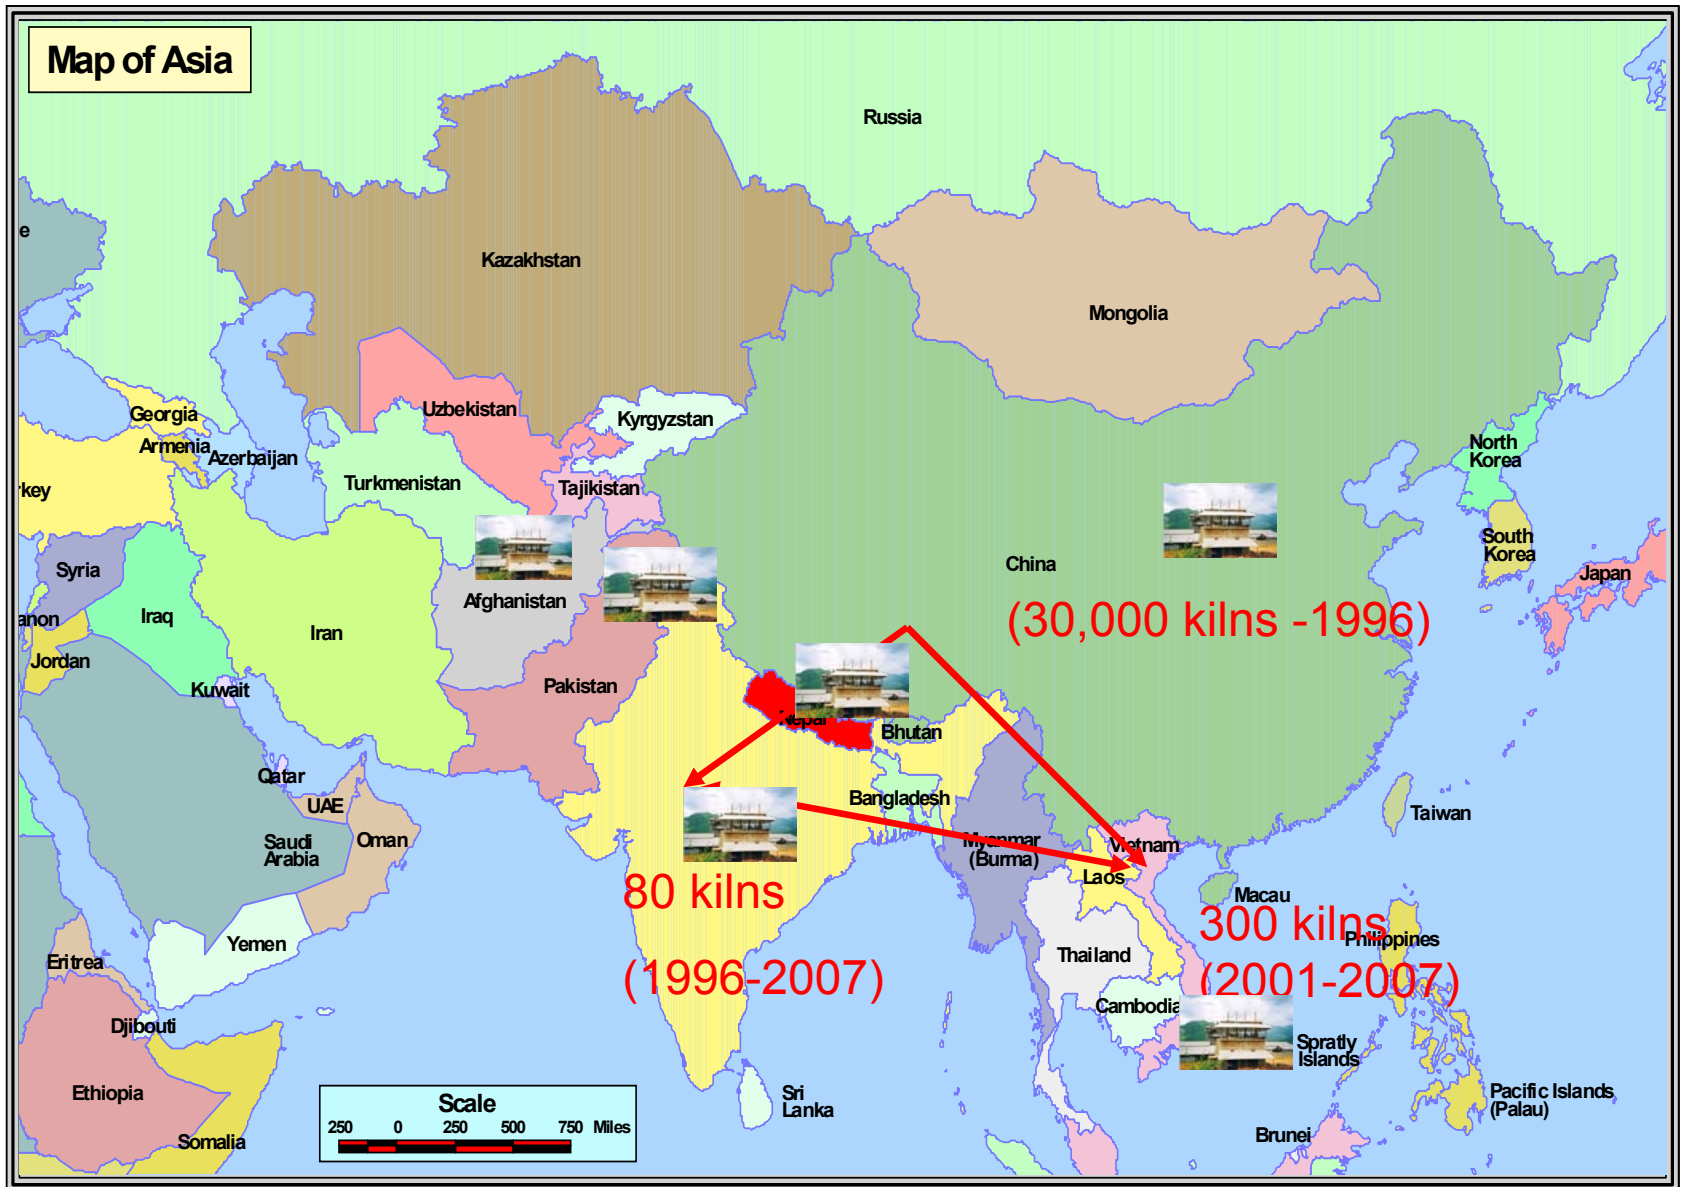 Map of Asia
Russia
e
Kazakhstan
Mongolia
Georgia
Uzbekistan
Kyrgyzstan
Armenia
Azerbaijan
North
Korea
rkey
Turkmenistan
Tajikistan
South
Korea
Syria
China
Japan
Afghanistan
anon
Iraq
Iran
(30,000 kilns -1996)
Jordan
Kuwait
Pakistan
Nepal
Bhutan
Qatar
UAE
Bangladesh
Taiwan
Saudi
Arabia
Oman
Myanmar
(Burma)
Vietnam
Laos
80 kilns
(1996-2007)
Macau
300 kilns
(2001-2007)
Philippines
Yemen
Thailand
Eritrea
Cambodia
Djibouti
Spratly
Islands
Ethiopia
Sri
Lanka
Pacific Islands
(Palau)
Scale
250 0 250 500 750 Miles
Somalia
Brunei